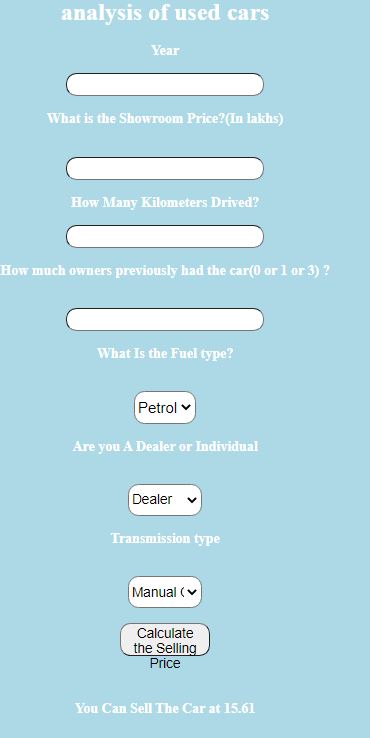 analysis of used cars
Year
What is the Showroom Price?(In lakhs)
How Many Kilometers Drived?
How much owners previously had the car(0 or 1 or 3) ?
What Is the Fuel type?
Petrol
Are you A Dealer or Individual
Dealer
Transmission type
Manual (
Calculate
the Selling
Price
You Can Sell The Car at 15.61